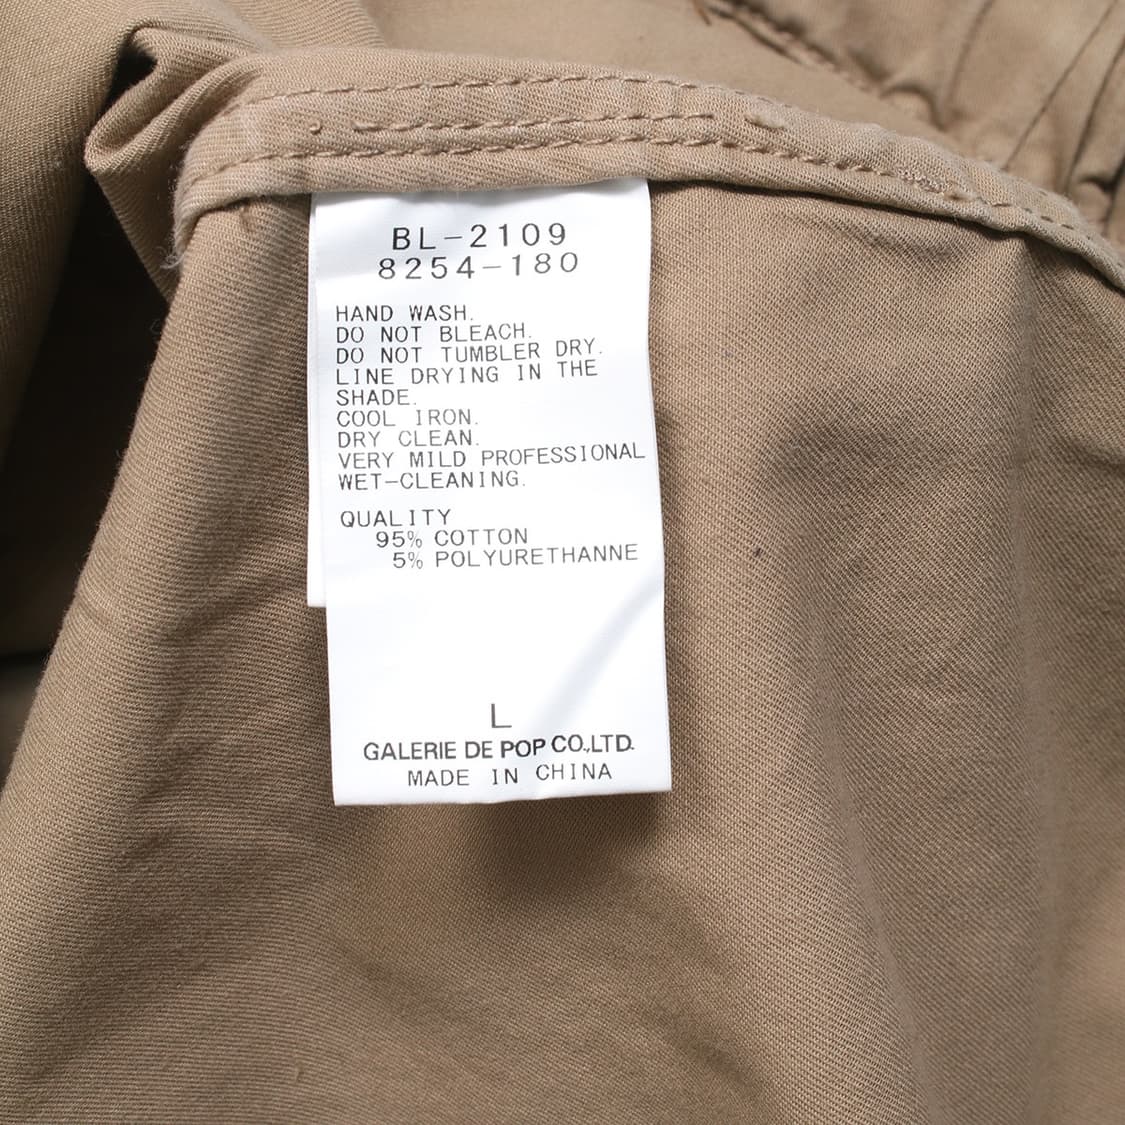 BL-2109
8254-180
HAND WASH.
DO NOT BLEACH.
DO NOT TUMBLER DRY.
LINE DRYING IN THE
SHADE.
COOL IRON.
DRY CLEAN.
VERY MILD PROFESSIONAL
WET-CLEANING.
QUALITY
95% COTTON
5% POLYURETHANNE
L
GALERIE DE POP CO.,LTD.
MADE IN CHINA